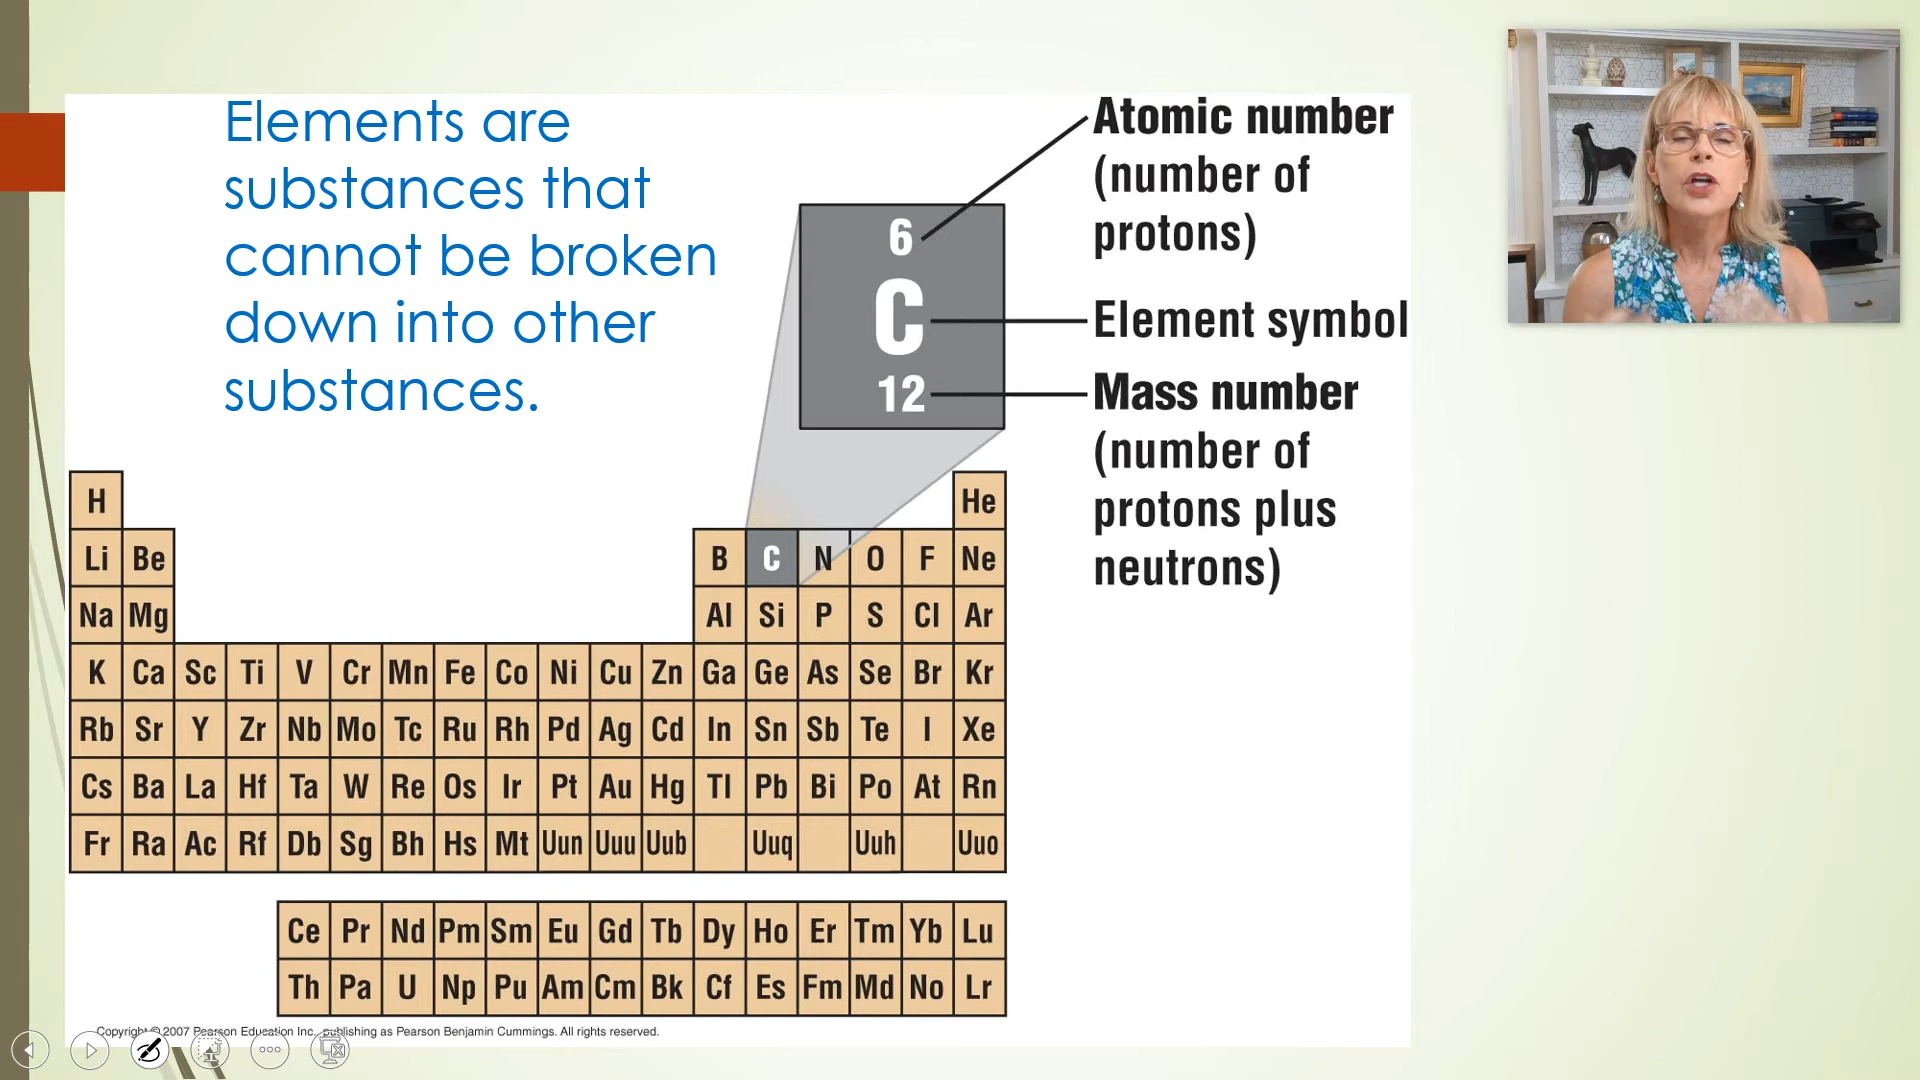 Elements are
substances that
cannot be broken
down into other
substances.
Atomic number
(number of
protons)
6
C
Element symbol
12
Mass number
(number of
protons plus
neutrons)
H He
Li Be B C N O F Ne
Na Mg Al Si P S Cl Ar
K Ca Sc Ti V Cr Mn Fe Co Ni Cu Zn Ga Ge As Se Br Kr
Rb Sr Y Zr Nb Mo Tc Ru Rh Pd Ag Cd In Sn Sb Te I Xe
Cs Ba La Hf Ta W Re Os Ir Pt Au Hg Tl Pb Bi Po At Rn
Fr Ra Ac Rf Db Sg Bh Hs Mt Uun Uuu Uub Uuq Uuh Uuo
Ce Pr Nd Pm Sm Eu Gd Tb Dy Ho Er Tm Yb Lu
Th Pa U Np Pu Am Cm Bk Cf Es Fm Md No Lr
Copyright © 2007 Pearson Education Inc., publishing as Pearson Benjamin Cummings. All rights reserved.